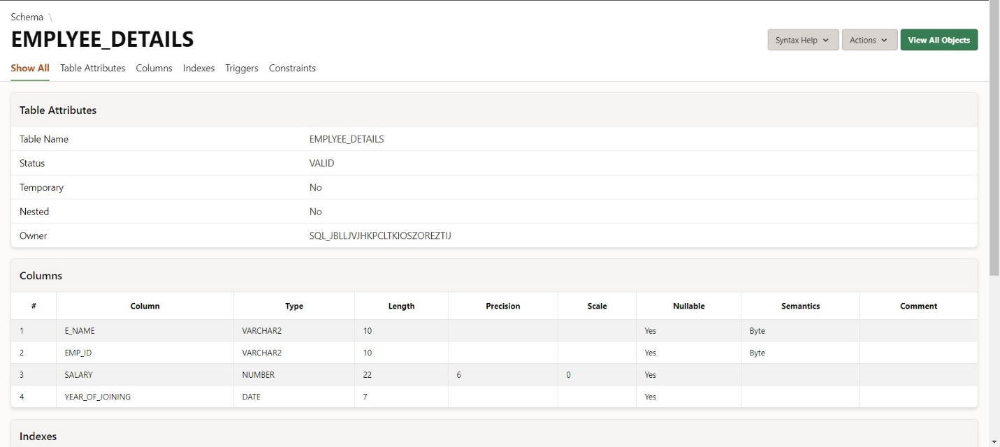 Schema \
EMPLYEE_DETAILS
Syntax Help Actions View All Objects
Show All Table Attributes Columns Indexes Triggers Constraints
Table Attributes
Table Name EMPLYEE_DETAILS
Status VALID
Temporary No
Nested No
Owner SQL_JBLLJVJHKPCLTKIOSZOREZTIJ
Columns
# Column Type Length Precision Scale Nullable Semantics Comment
1 E_NAME VARCHAR2 10 Yes Byte
2 EMP_ID VARCHAR2 10 Yes Byte
3 SALARY NUMBER 22 6 0 Yes
4 YEAR_OF_JOINING DATE 7 Yes
Indexes